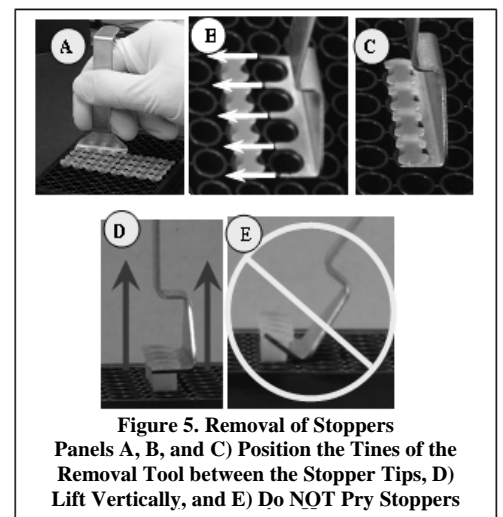 A
B
C
D
E
Figure 5. Removal of Stoppers
Panels A, B, and C) Position the Tines of the
Removal Tool between the Stopper Tips, D)
Lift Vertically, and E) Do NOT Pry Stoppers